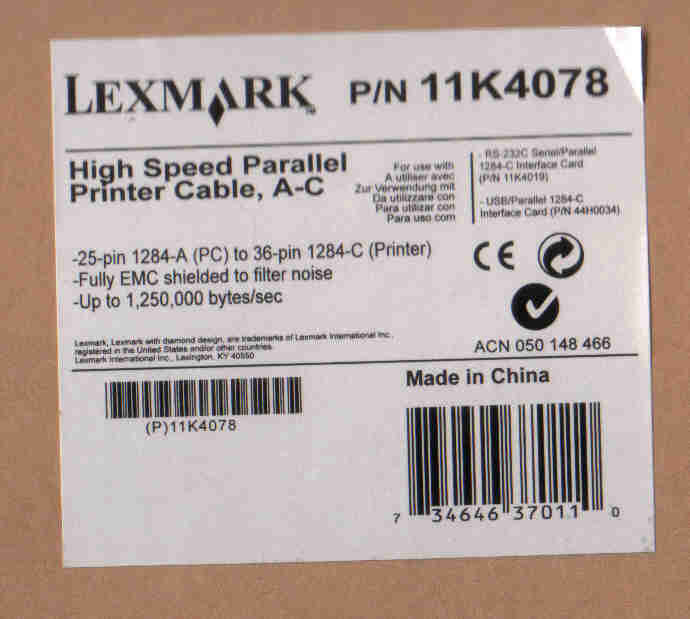 LEXMARK™ P/N 11K4078
High Speed Parallel
Printer Cable, A-C
For use with
A utiliser avec
Zur Verwendung mit
Da utilizzare con
Para utilizar con
Para uso com
- RS-232C Serial/Parallel
1284-C Interface Card
(P/N 11K4019)
- USB/Parallel 1284-C
Interface Card (P/N 44H0034)
-25-pin 1284-A (PC) to 36-pin 1284-C (Printer)
-Fully EMC shielded to filter noise
-Up to 1,250,000 bytes/sec
CE
ACN 050 148 466
Lexmark, Lexmark with diamond design, are trademarks of Lexmark International Inc.,
registered in the United States and/or other countries.
Lexmark International Inc., Lexington, KY 40550
Made in China
(P)11K4078
7 34646 37011 0